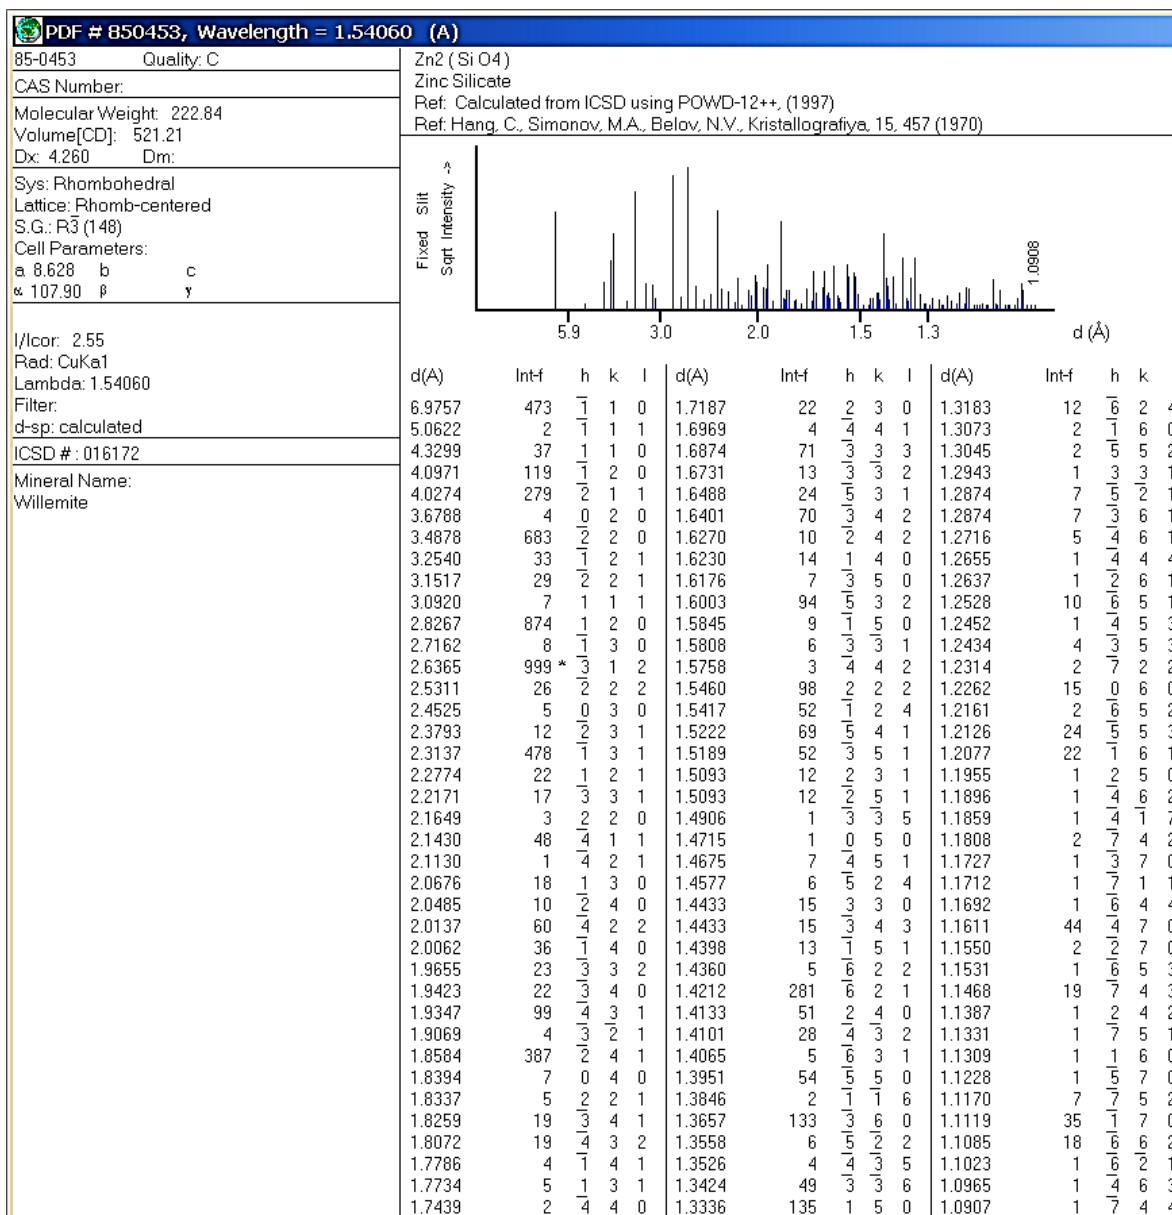 PDF # 850453, Wavelength = 1.54060 (A)
85-0453 Quality: C
CAS Number:
Molecular Weight: 222.84
Volume[CD]: 521.21
Dx: 4.260 Dm:
Sys: Rhombohedral
Lattice: Rhomb-centered
S.G.: R3̄ (148)
Cell Parameters:
a 8.628 b c
α 107.90 β γ
I/Icor: 2.55
Rad: CuKa1
Lambda: 1.54060
Filter:
d-sp: calculated
ICSD # : 016172
Mineral Name:
Willemite
Zn2 ( Si O4 )
Zinc Silicate
Ref: Calculated from ICSD using POWD-12++, (1997)
Ref: Hang, C., Simonov, M.A., Belov, N.V., Kristallografiya, 15, 457 (1970)
Fixed Slit
Sqrt Intensity ->
1.0908
5.9 3.0 2.0 1.5 1.3 d (Å)
d(A) Int-f h k l d(A) Int-f h k l d(A) Int-f h k
6.9757 473 1̄ 1 0 1.7187 22 2 3 0 1.3183 12 6̄ 2 4
5.0622 2 1̄ 1 1 1.6969 4 4̄ 4 1 1.3073 2 1̄ 6 0
4.3299 37 1 1 0 1.6874 71 3̄ 3 3 1.3045 2 5̄ 5 2
4.0971 119 1̄ 2 0 1.6731 13 3̄ 3̄ 2 1.2943 1 3 3 1
4.0274 279 2̄ 1 1 1.6488 24 5̄ 3 1 1.2874 7 5̄ 2̄ 1
3.6788 4 0 2 0 1.6401 70 3̄ 4 2 1.2874 7 3̄ 6 1
3.4878 683 2̄ 2 0 1.6270 10 2̄ 4 2 1.2716 5 4̄ 6 1
3.2540 33 1̄ 2 1 1.6230 14 1 4 0 1.2655 1 4̄ 4 4
3.1517 29 2̄ 2 1 1.6176 7 3̄ 5 0 1.2637 1 2̄ 6 1
3.0920 7 1 1 1 1.6003 94 5̄ 3 2 1.2528 10 6̄ 5 1
2.8267 874 1 2 0 1.5845 9 1̄ 5 0 1.2452 1 4̄ 5 3
2.7162 8 1̄ 3 0 1.5808 6 3̄ 3̄ 1 1.2434 4 3̄ 5 3
2.6365 999 * 3̄ 1 2 1.5758 3 4̄ 4 2 1.2314 2 7̄ 2 2
2.5311 26 2̄ 2 2 1.5460 98 2 2 2 1.2262 15 0 6 0
2.4525 5 0 3 0 1.5417 52 1̄ 2 4 1.2161 2 6̄ 5 2
2.3793 12 2̄ 3 1 1.5222 69 5̄ 4 1 1.2126 24 5̄ 5 3
2.3137 478 1̄ 3 1 1.5189 52 3̄ 5 1 1.2077 22 1̄ 6 1
2.2774 22 1 2 1 1.5093 12 2 3 1 1.1955 1 2 5 0
2.2171 17 3̄ 3 1 1.5093 12 2̄ 5 1 1.1896 1 4̄ 6 2
2.1649 3 2 2 0 1.4906 1 3̄ 3 5 1.1859 1 4̄ 1̄ 7
2.1430 48 4̄ 1 1 1.4715 1 0 5 0 1.1808 2 7̄ 4 2
2.1130 1 4̄ 2 1 1.4675 7 4̄ 5 1 1.1727 1 3̄ 7 0
2.0676 18 1 3 0 1.4577 6 5̄ 2 4 1.1712 1 7̄ 1 1
2.0485 10 2̄ 4 0 1.4433 15 3 3 0 1.1692 1 6̄ 4 4
2.0137 60 4̄ 2 2 1.4433 15 3̄ 4 3 1.1611 44 4̄ 7 0
2.0062 36 1̄ 4 0 1.4398 13 1̄ 5 1 1.1550 2 2̄ 7 0
1.9655 23 3̄ 3 2 1.4360 5 6̄ 2 2 1.1531 1 6̄ 5 3
1.9423 22 3̄ 4 0 1.4212 281 6̄ 2 1 1.1468 19 7̄ 4 3
1.9347 99 4̄ 3 1 1.4133 51 2 4 0 1.1387 1 2 4 2
1.9069 4 3̄ 2̄ 1 1.4101 28 4̄ 3̄ 2 1.1331 1 7̄ 5 1
1.8584 387 2̄ 4 1 1.4065 5 6̄ 3 1 1.1309 1 1 6 0
1.8394 7 0 4 0 1.3951 54 5̄ 5 0 1.1228 1 5̄ 7 0
1.8337 5 2 2 1 1.3846 2 1̄ 1̄ 6 1.1170 7 7̄ 5 2
1.8259 19 3̄ 4 1 1.3657 133 3̄ 6 0 1.1119 35 1̄ 7 0
1.8072 19 4̄ 3 2 1.3558 6 5̄ 2̄ 2 1.1085 18 6̄ 6 2
1.7786 4 1̄ 4 1 1.3526 4 4̄ 3̄ 5 1.1023 1 6̄ 2̄ 1
1.7734 5 1 3 1 1.3424 49 3̄ 3̄ 6 1.0965 1 4̄ 6 3
1.7439 2 4̄ 4 0 1.3336 135 1 5 0 1.0907 1 7̄ 4 4